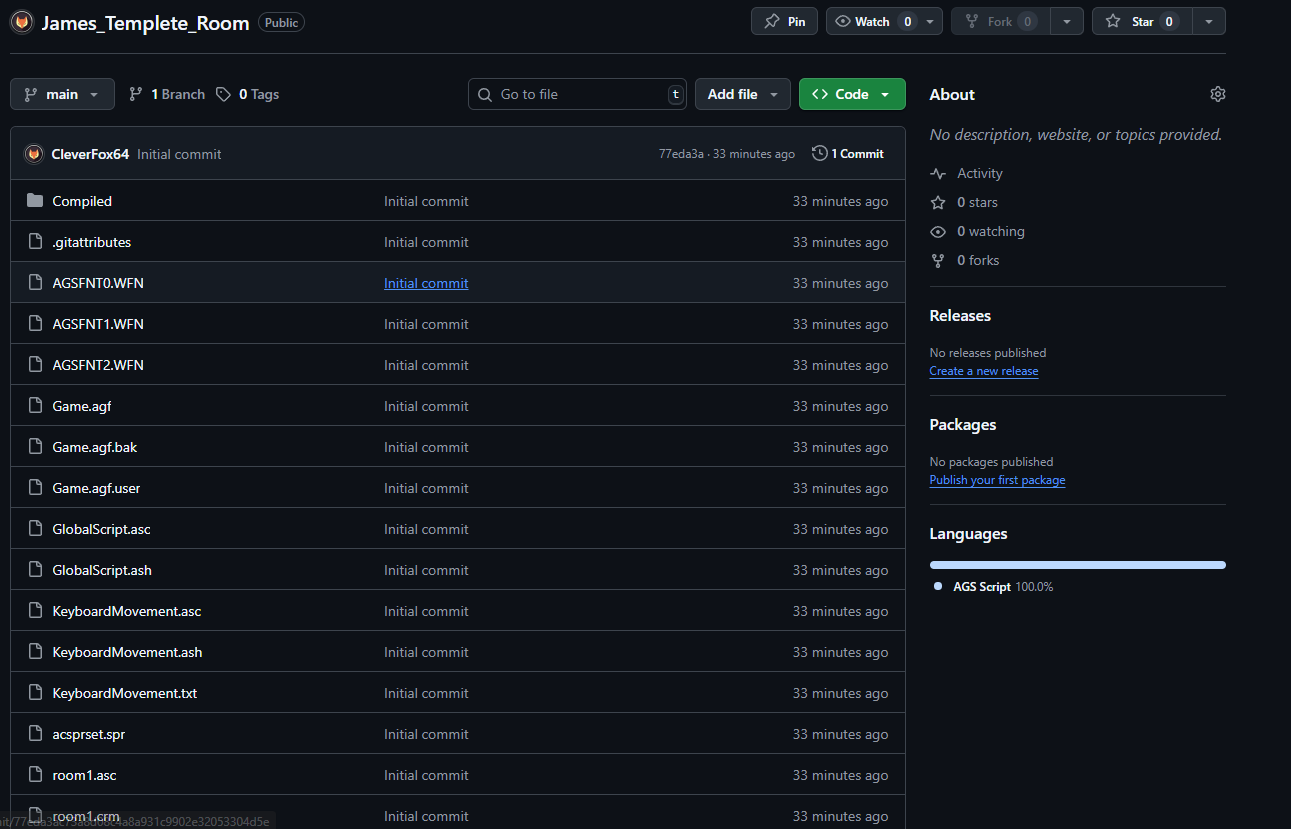 James_Templete_Room Public
Pin Watch 0 Fork 0 Star 0
main 1 Branch 0 Tags Go to file t Add file Code
CleverFox64 Initial commit 77eda3a · 33 minutes ago 1 Commit
Compiled Initial commit 33 minutes ago
.gitattributes Initial commit 33 minutes ago
AGSFNT0.WFN Initial commit 33 minutes ago
AGSFNT1.WFN Initial commit 33 minutes ago
AGSFNT2.WFN Initial commit 33 minutes ago
Game.agf Initial commit 33 minutes ago
Game.agf.bak Initial commit 33 minutes ago
Game.agf.user Initial commit 33 minutes ago
GlobalScript.asc Initial commit 33 minutes ago
GlobalScript.ash Initial commit 33 minutes ago
KeyboardMovement.asc Initial commit 33 minutes ago
KeyboardMovement.ash Initial commit 33 minutes ago
KeyboardMovement.txt Initial commit 33 minutes ago
acsprset.spr Initial commit 33 minutes ago
room1.asc Initial commit 33 minutes ago
room1.crm Initial commit 33 minutes ago
About
No description, website, or topics provided.
Activity
0 stars
0 watching
0 forks
Releases
No releases published
Create a new release
Packages
No packages published
Publish your first package
Languages
AGS Script 100.0%